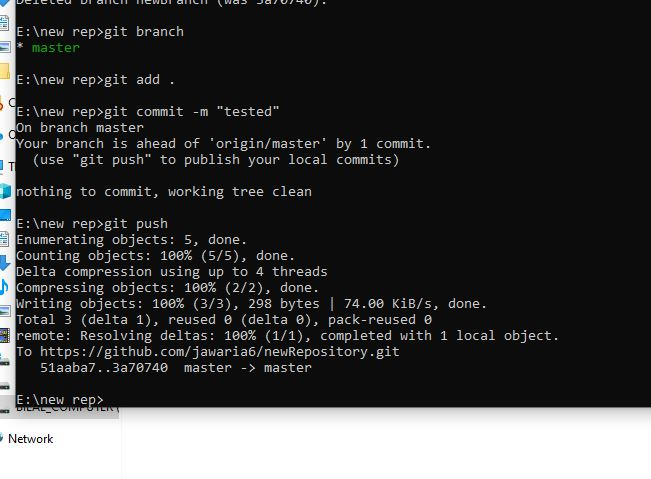 Deleted branch newBranch (was 3a70740).
E:\new rep>git branch
* master
E:\new rep>git add .
E:\new rep>git commit -m "tested"
On branch master
Your branch is ahead of 'origin/master' by 1 commit.
  (use "git push" to publish your local commits)
nothing to commit, working tree clean
E:\new rep>git push
Enumerating objects: 5, done.
Counting objects: 100% (5/5), done.
Delta compression using up to 4 threads
Compressing objects: 100% (2/2), done.
Writing objects: 100% (3/3), 298 bytes | 74.00 KiB/s, done.
Total 3 (delta 1), reused 0 (delta 0), pack-reused 0
remote: Resolving deltas: 100% (1/1), completed with 1 local object.
To https://github.com/jawaria6/newRepository.git
   51aaba7..3a70740  master -> master
E:\new rep>
Network